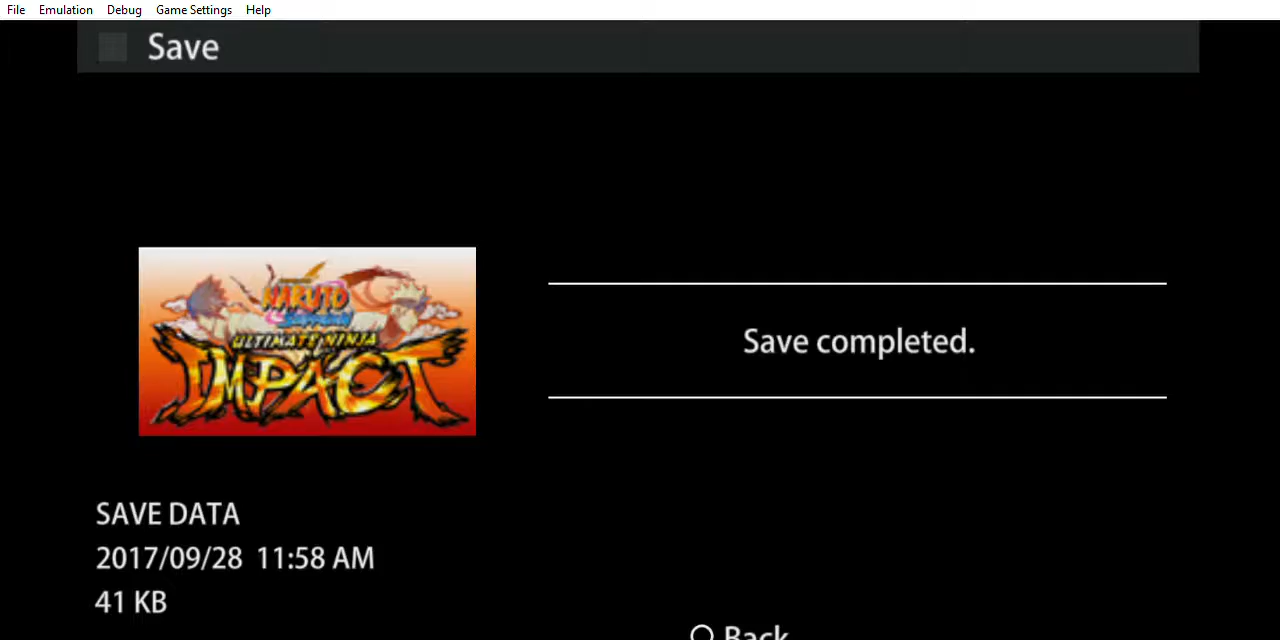 File Emulation Debug Game Settings Help
Save
NARUTO
SHIPPUDEN
ULTIMATE NINJA
IMPACT
Save completed.
SAVE DATA
2017/09/28 11:58 AM
41 KB
Back